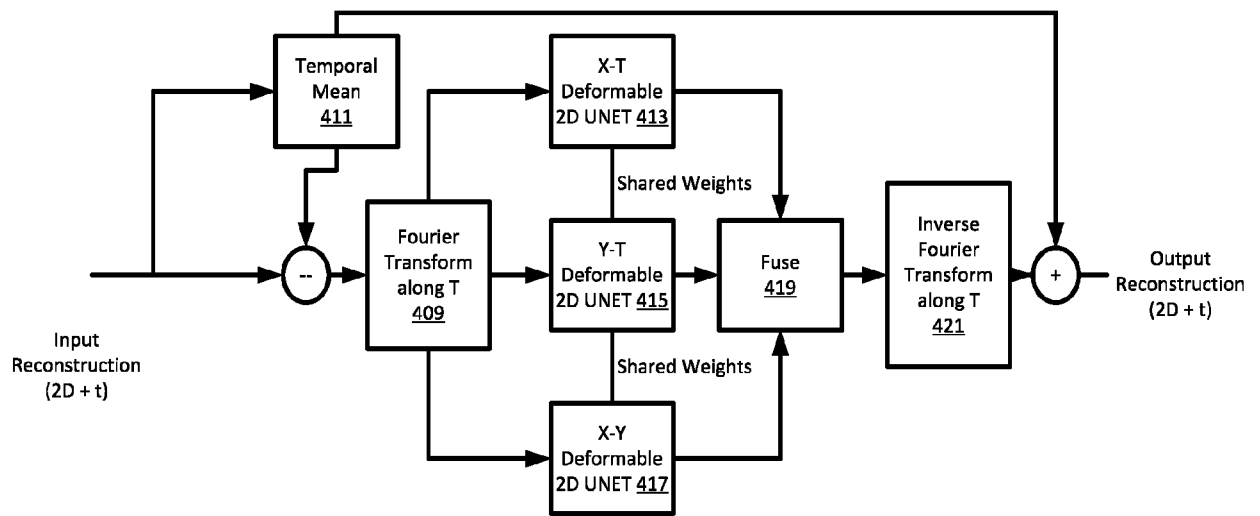 Temporal
Mean
411
X-T
Deformable
2D UNET 413
Shared Weights
Fourier
Transform
along T
409
Y-T
Deformable
2D UNET 415
Fuse
419
Inverse
Fourier
Transform
along T
421
--
+
Output
Reconstruction
(2D + t)
Input
Reconstruction
(2D + t)
Shared Weights
X-Y
Deformable
2D UNET 417